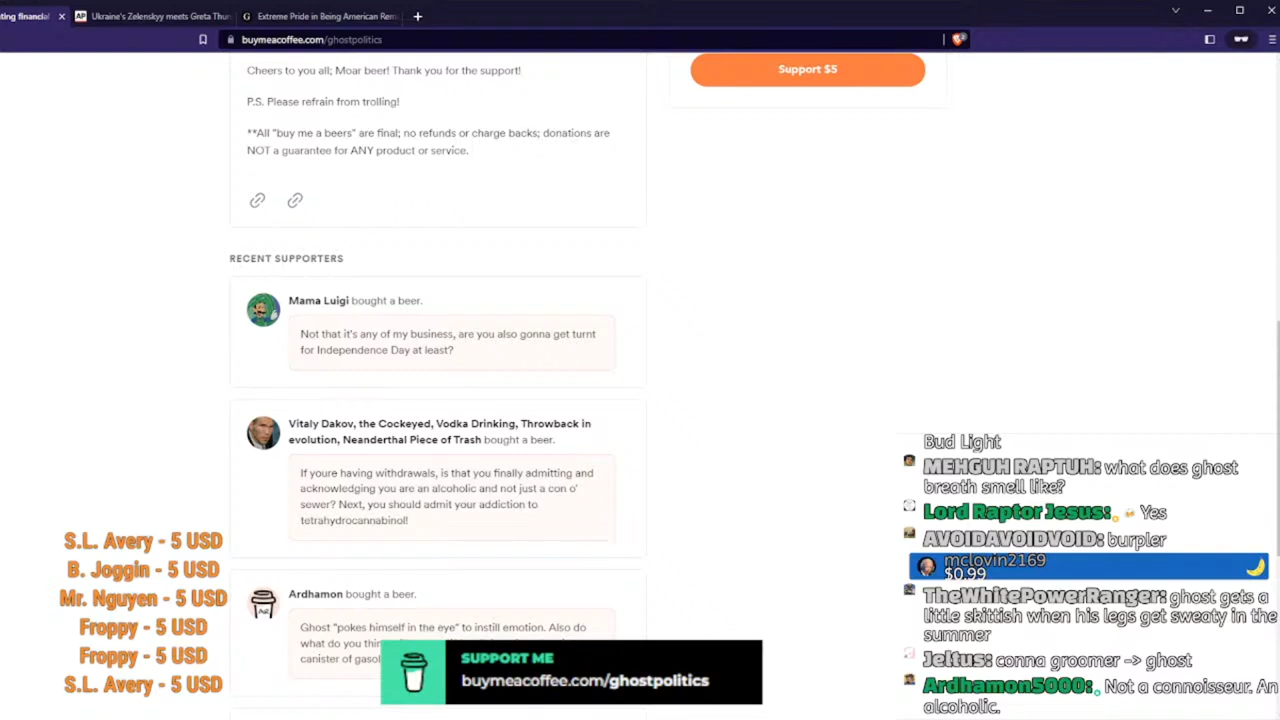 ting financial
Ukraine's Zelenskyy meets Greta Thun
Extreme Pride in Being American Rem
buymeacoffee.com/ghostpolitics
Cheers to you all; Moar beer! Thank you for the support!
P.S. Please refrain from trolling!
**All "buy me a beers" are final; no refunds or charge backs; donations are
NOT a guarantee for ANY product or service.
Support $5
RECENT SUPPORTERS
Mama Luigi bought a beer.
Not that it's any of my business, are you also gonna get turnt
for Independence Day at least?
Vitaly Dakov, the Cockeyed, Vodka Drinking, Throwback in
evolution, Neanderthal Piece of Trash bought a beer.
If youre having withdrawals, is that you finally admitting and
acknowledging you are an alcoholic and not just a con o'
sewer? Next, you should admit your addiction to
tetrahydrocannabinol!
Ardhamon bought a beer.
Ghost "pokes himself in the eye" to instill emotion. Also do
what do you thin
canister of gasol
SUPPORT ME
buymeacoffee.com/ghostpolitics
S.L. Avery - 5 USD
B. Joggin - 5 USD
Mr. Nguyen - 5 USD
Froppy - 5 USD
Froppy - 5 USD
S.L. Avery - 5 USD
Bud Light
MEHGUH RAPTUH: what does ghost
breath smell like?
Lord Raptor Jesus: Yes
AVOIDAVOIDVOID: burpler
mclovin2169
$0.99
TheWhitePowerRanger: ghost gets a
little skittish when his legs get sweaty in the
summer
Jeltus: conna groomer -> ghost
Ardhamon5000: Not a connoisseur. An
alcoholic.